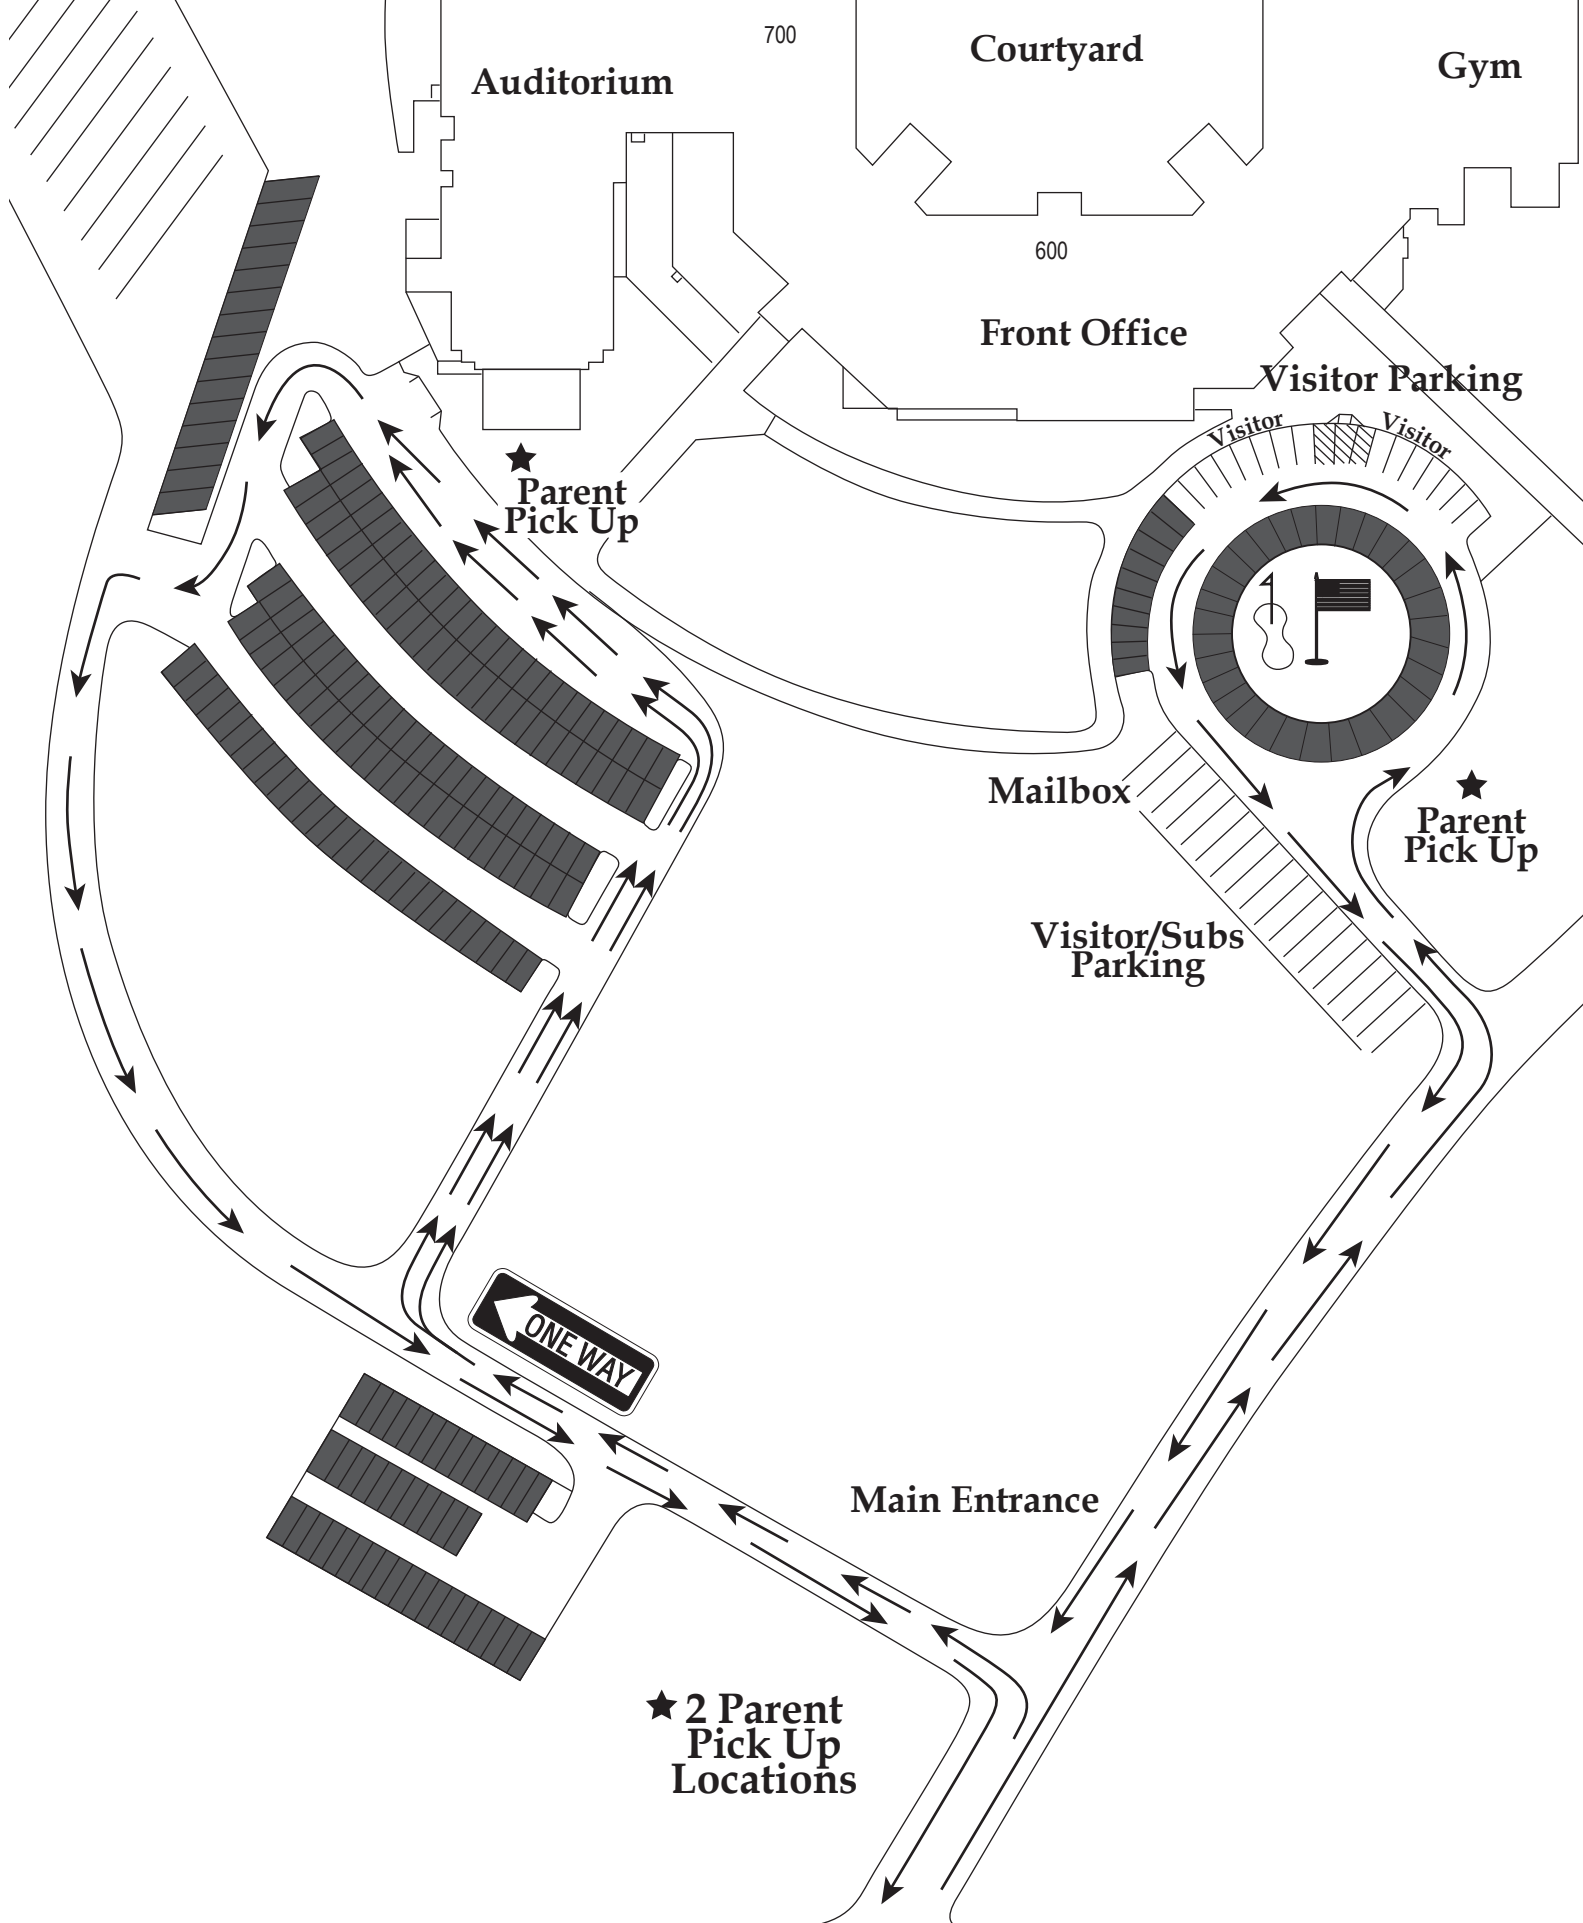 700
Courtyard
Gym
Auditorium
600
Front Office
Visitor Parking
Visitor
Visitor
Parent
Pick Up
Mailbox
Parent
Pick Up
Visitor/Subs
Parking
ONE WAY
Main Entrance
2 Parent
Pick Up
Locations